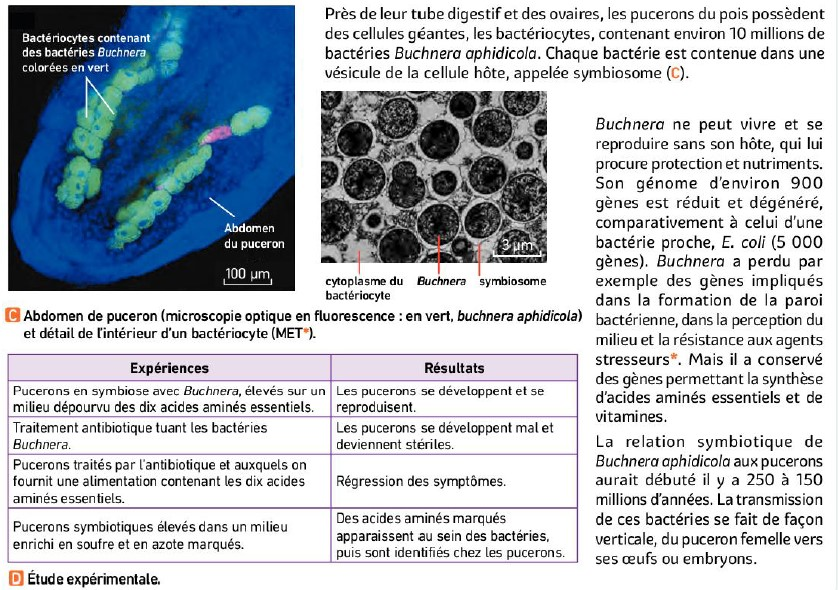 Près de leur tube digestif et des ovaires, les pucerons du pois possèdent
des cellules géantes, les bactériocytes, contenant environ 10 millions de
bactéries Buchnera aphidicola. Chaque bactérie est contenue dans une
vésicule de la cellule hôte, appelée symbiosome (C).
Bactériocytes contenant
des bactéries Buchnera
colorées en vert
Abdomen
du puceron
100 µm
3 µm
cytoplasme du
bactériocyte
Buchnera
symbiosome
C Abdomen de puceron (microscopie optique en fluorescence : en vert, buchnera aphidicola)
et détail de l'intérieur d'un bactériocyte (MET*).
Expériences
Résultats
Pucerons en symbiose avec Buchnera, élevés sur un
milieu dépourvu des dix acides aminés essentiels.
Les pucerons se développent et se
reproduisent.
Traitement antibiotique tuant les bactéries
Buchnera.
Les pucerons se développent mal et
deviennent stériles.
Pucerons traités par l'antibiotique et auxquels on
fournit une alimentation contenant les dix acides
aminés essentiels.
Régression des symptômes.
Pucerons symbiotiques élevés dans un milieu
enrichi en soufre et en azote marqués.
Des acides aminés marqués
apparaissent au sein des bactéries,
puis sont identifiés chez les pucerons.
D Étude expérimentale.
Buchnera ne peut vivre et se
reproduire sans son hôte, qui lui
procure protection et nutriments.
Son génome d'environ 900
gènes est réduit et dégénéré,
comparativement à celui d'une
bactérie proche, E. coli (5 000
gènes). Buchnera a perdu par
exemple des gènes impliqués
dans la formation de la paroi
bactérienne, dans la perception du
milieu et la résistance aux agents
stresseurs*. Mais il a conservé
des gènes permettant la synthèse
d'acides aminés essentiels et de
vitamines.
La relation symbiotique de
Buchnera aphidicola aux pucerons
aurait débuté il y a 250 à 150
millions d'années. La transmission
de ces bactéries se fait de façon
verticale, du puceron femelle vers
ses œufs ou embryons.